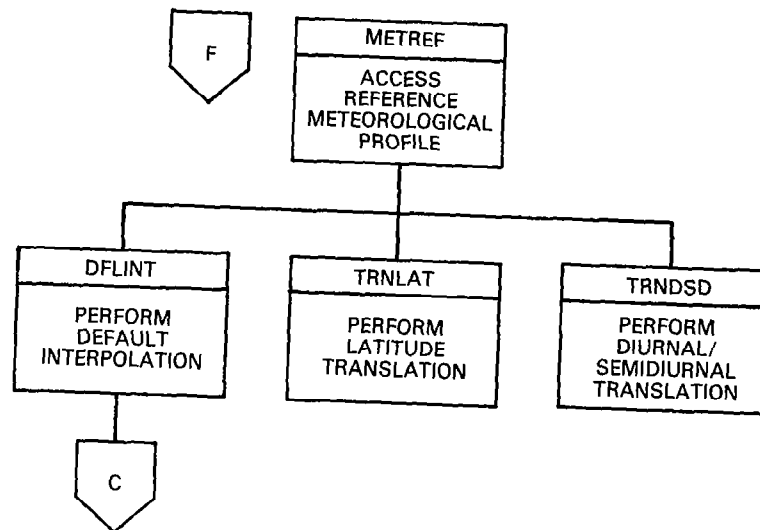 F
METREF
ACCESS
REFERENCE
METEOROLOGICAL
PROFILE
DFLINT
PERFORM
DEFAULT
INTERPOLATION
TRNLAT
PERFORM
LATITUDE
TRANSLATION
TRNDSD
PERFORM
DIURNAL/
SEMIDIURNAL
TRANSLATION
C